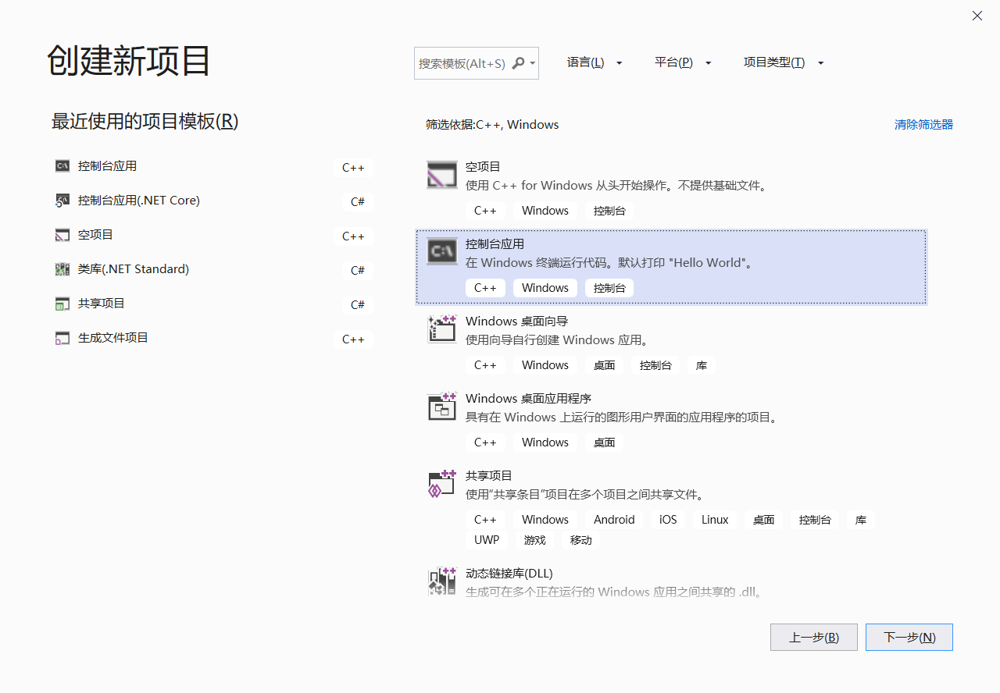 创建新项目
搜索模板(Alt+S)
语言(L)
平台(P)
项目类型(T)
最近使用的项目模板(R)
控制台应用 C++
控制台应用(.NET Core) C#
空项目 C++
类库(.NET Standard) C#
共享项目 C#
生成文件项目 C++
筛选依据:C++, Windows
清除筛选器
空项目
使用 C++ for Windows 从头开始操作。不提供基础文件。
C++ Windows 控制台
C:\
控制台应用
在 Windows 终端运行代码。默认打印 "Hello World"。
C++ Windows 控制台
Windows 桌面向导
使用向导自行创建 Windows 应用。
C++ Windows 桌面 控制台 库
Windows 桌面应用程序
具有在 Windows 上运行的图形用户界面的应用程序的项目。
C++ Windows 桌面
共享项目
使用“共享条目”项目在多个项目之间共享文件。
C++ Windows Android iOS Linux 桌面 控制台 库
UWP 游戏 移动
动态链接库(DLL)
生成可在多个正在运行的 Windows 应用之间共享的 .dll。
上一步(B)
下一步(N)